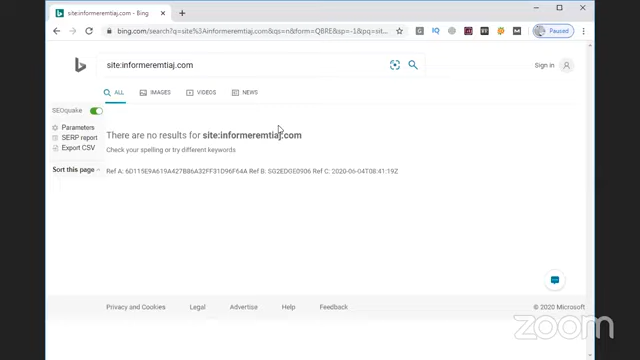 site:informeremtiaj.com - Bing
bing.com/search?q=site%3Ainformeremtiaj.com&qs=n&form=QBRE&sp=-1&pq=sit...
Paused
site:informeremtiaj.com
Sign in
ALL IMAGES VIDEOS NEWS
SEOquake
Parameters
SERP report
Export CSV
Sort this page
There are no results for site:informeremtiaj.com
Check your spelling or try different keywords
Ref A: 6D115E9A619A427B86A32FF31D96F64A Ref B: SG2EDGE0906 Ref C: 2020-06-04T08:41:19Z
Privacy and Cookies Legal Advertise Help Feedback © 2020 Microsoft
zoom